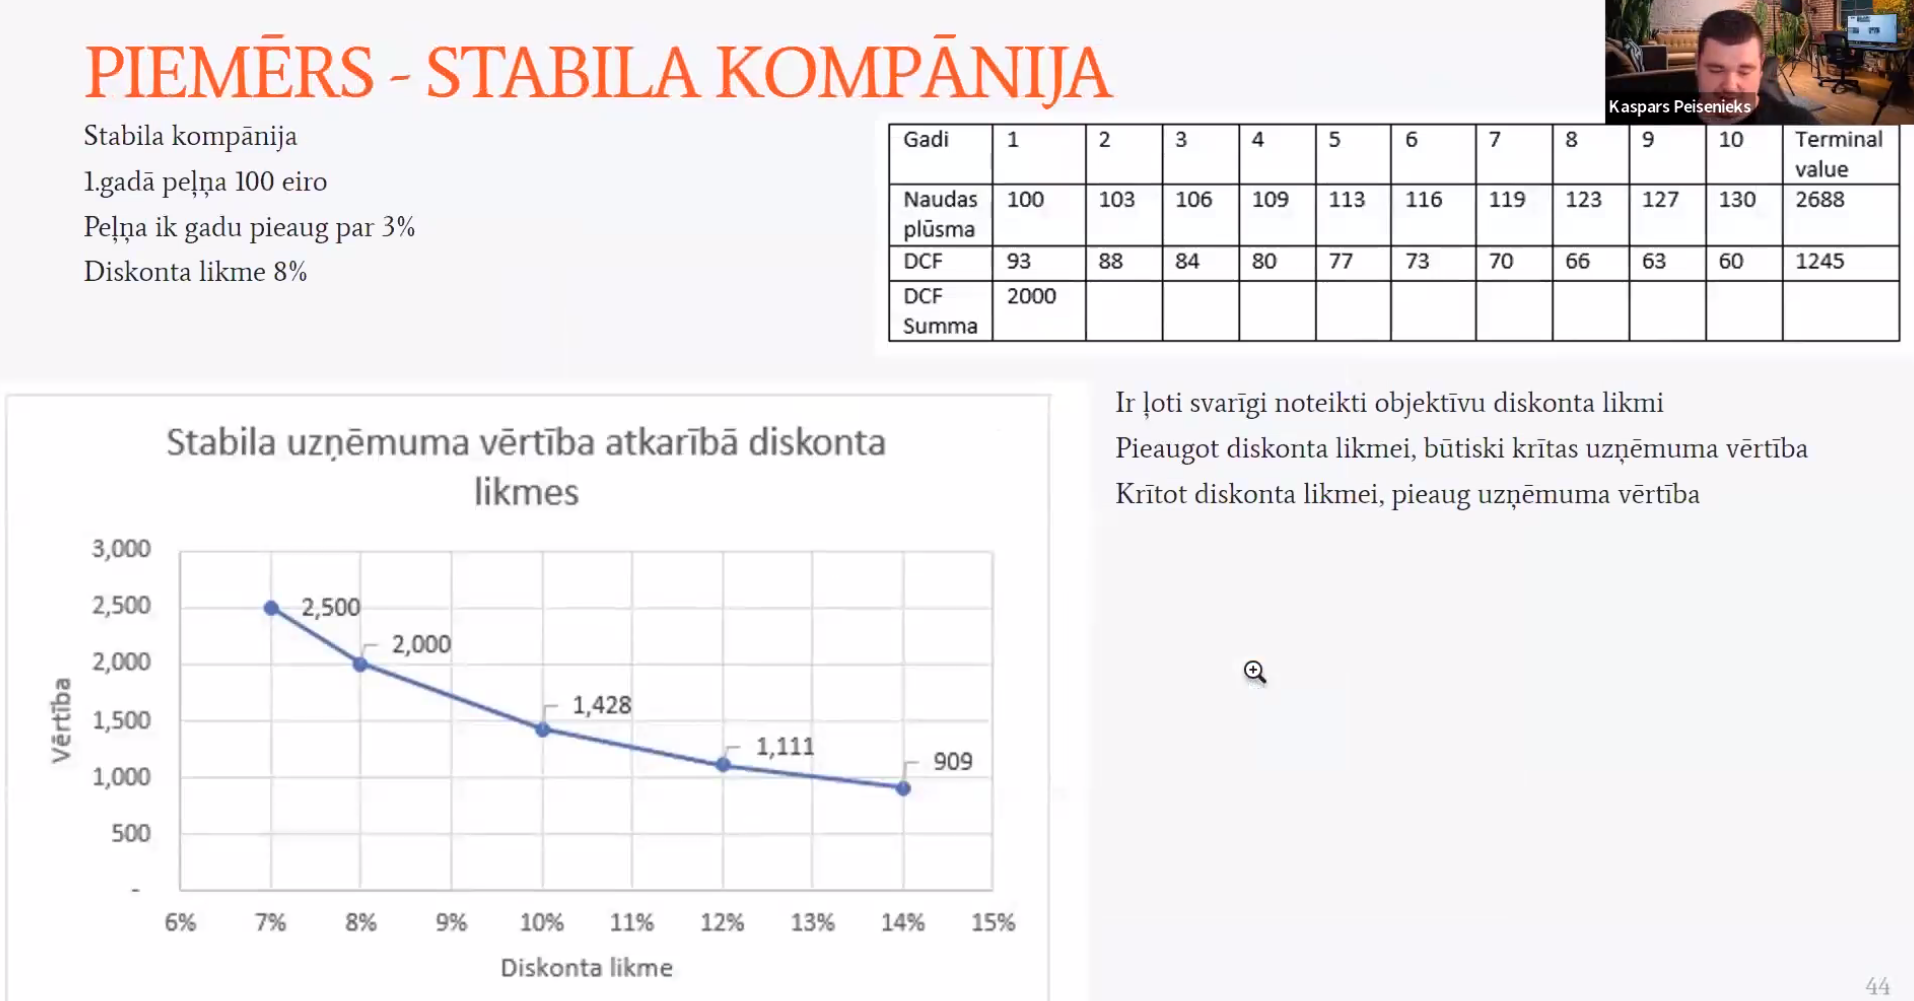 PIEMĒRS - STABILA KOMPĀNIJA
Kaspars Peisenieks
Stabila kompānija
1.gadā peļņa 100 eiro
Peļņa ik gadu pieaug par 3%
Diskonta likme 8%
Gadi 1 2 3 4 5 6 7 8 9 10 Terminal
value
Naudas 100 103 106 109 113 116 119 123 127 130 2688
plūsma
DCF 93 88 84 80 77 73 70 66 63 60 1245
DCF 2000
Summa
Ir ļoti svarīgi noteikti objektīvu diskonta likmi
Pieaugot diskonta likmei, būtiski krītas uzņēmuma vērtība
Krītot diskonta likmei, pieaug uzņēmuma vērtība
Stabila uzņēmuma vērtība atkarībā diskonta
likmes
Vērtība
3,000
2,500
2,000
1,500
1,000
500
-
2,500
2,000
1,428
1,111
909
6% 7% 8% 9% 10% 11% 12% 13% 14% 15%
Diskonta likme
44